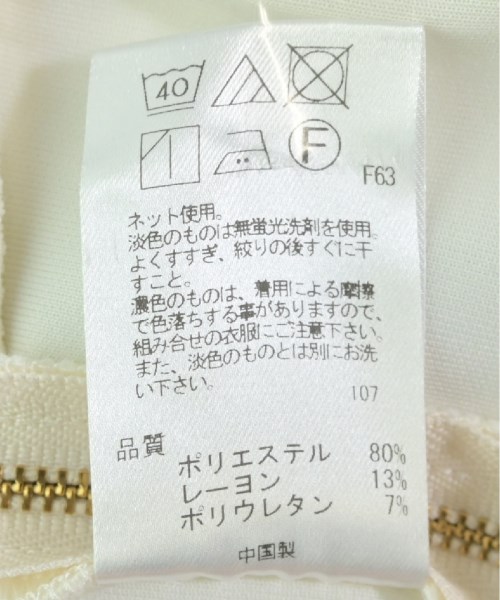 40
F
F63
ネット使用。
淡色のものは無蛍光洗剤を使用。
よくすすぎ、絞りの後すぐに干
すこと。
濃色のものは、着用による摩擦
で色落ちする事がありますので、
組み合せの衣服にご注意下さい。
また、淡色のものとは別にお洗
い下さい。
107
品質
ポリエステル 80%
レーヨン 13%
ポリウレタン 7%
中国製